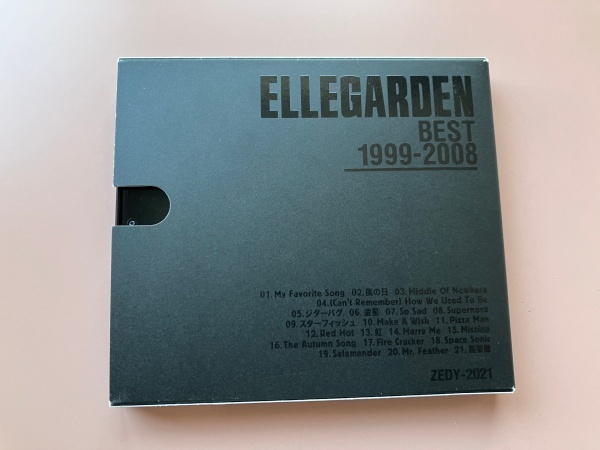 ELLEGARDEN
BEST
1999-2008
01.My Favorite Song 02.風の日 03.Middle Of Nowhere
04.(Can't Remember) How We Used To Be
05.ジターバグ 06.指輪 07.So Sad 08.Supernova
09.スターフィッシュ 10.Make A Wish 11.Pizza Man
12.Red Hot 13.虹 14.Marry Me 15.Missing
16.The Autumn Song 17.Fire Cracker 18.Space Sonic
19.Salamander 20.Mr. Feather 21.高架線
ZEDY-2021